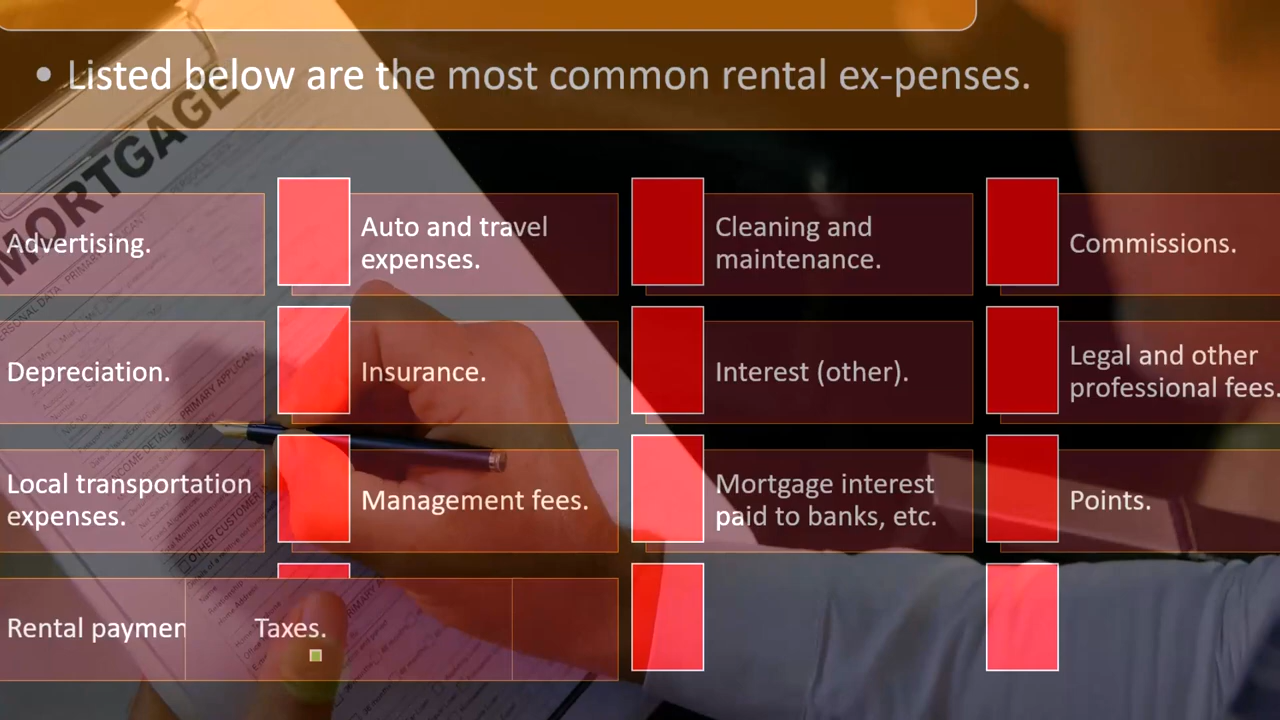 • Listed below are the most common rental ex-penses.
MORTGAGE
Advertising.
Auto and travel
expenses.
Cleaning and
maintenance.
Commissions.
Depreciation.
Insurance.
Interest (other).
Legal and other
professional fees.
Local transportation
expenses.
Management fees.
Mortgage interest
paid to banks, etc.
Points.
Rental paymen
Taxes.